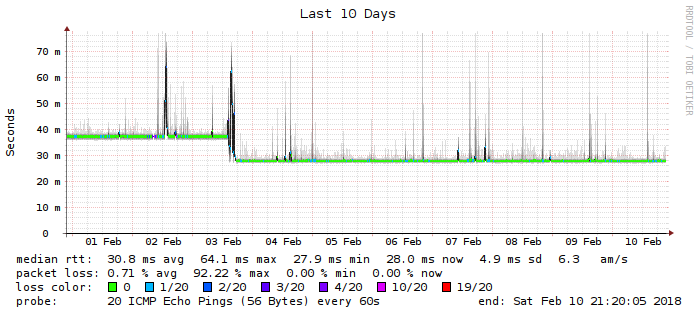 Last 10 Days
RRDTOOL / TOBI OETIKER
Seconds
70 m
60 m
50 m
40 m
30 m
20 m
10 m
0
01 Feb 02 Feb 03 Feb 04 Feb 05 Feb 06 Feb 07 Feb 08 Feb 09 Feb 10 Feb
median rtt: 30.8 ms avg 64.1 ms max 27.9 ms min 28.0 ms now 4.9 ms sd 6.3 am/s
packet loss: 0.71 % avg 92.22 % max 0.00 % min 0.00 % now
loss color: 0 1/20 2/20 3/20 4/20 10/20 19/20
probe: 20 ICMP Echo Pings (56 Bytes) every 60s end: Sat Feb 10 21:20:05 2018